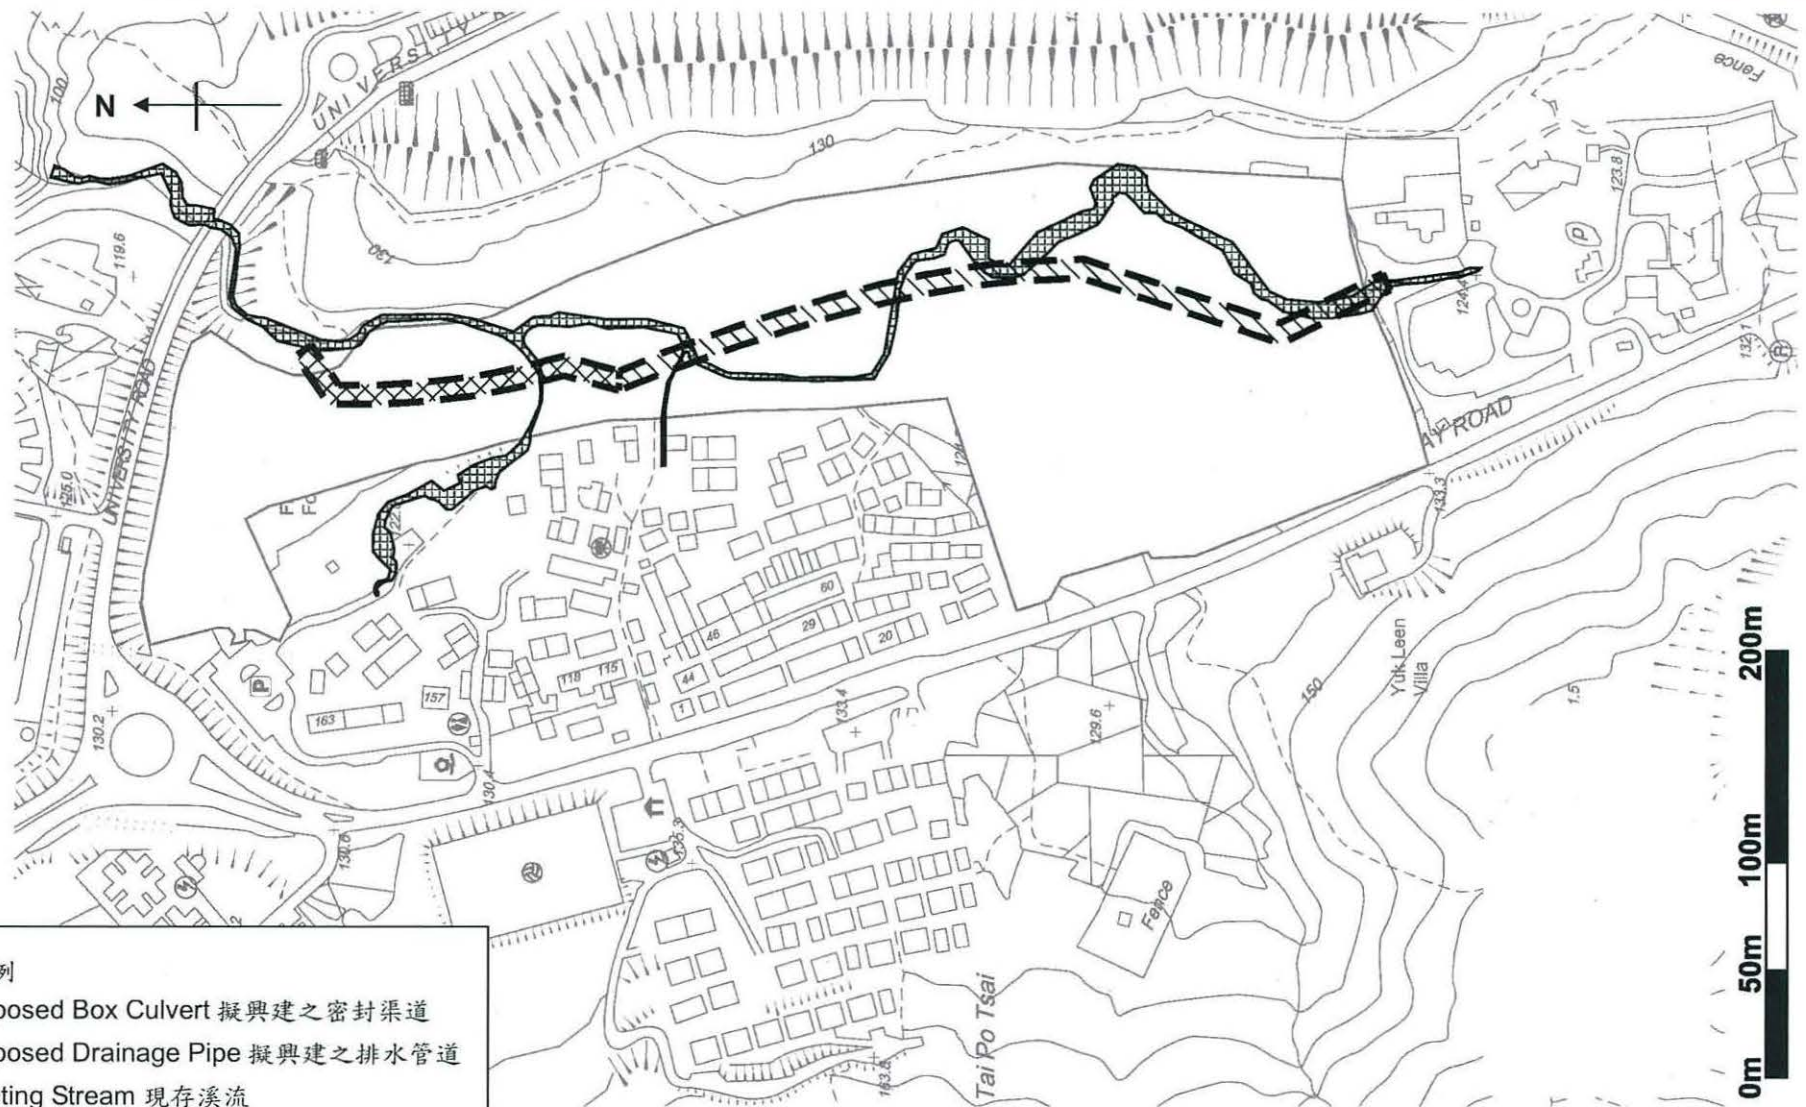 UNIVERSITY R
100
N
Fence
130
123.8
119.6
130
P
124.4
132.1
UNIVERSITY ROAD
AY ROAD
125.0
133.3
60
46
29
20
118
115
44
1
157
163
P
130.2
133.4
129.6
150
Yuk Leen
Villa
130.4
130.6
135.3
Fence
Tai Po Tsai
163.8
0m
50m
100m
200m
例
posed Box Culvert 擬興建之密封渠道
posed Drainage Pipe 擬興建之排水管道
ting Stream 現存溪流